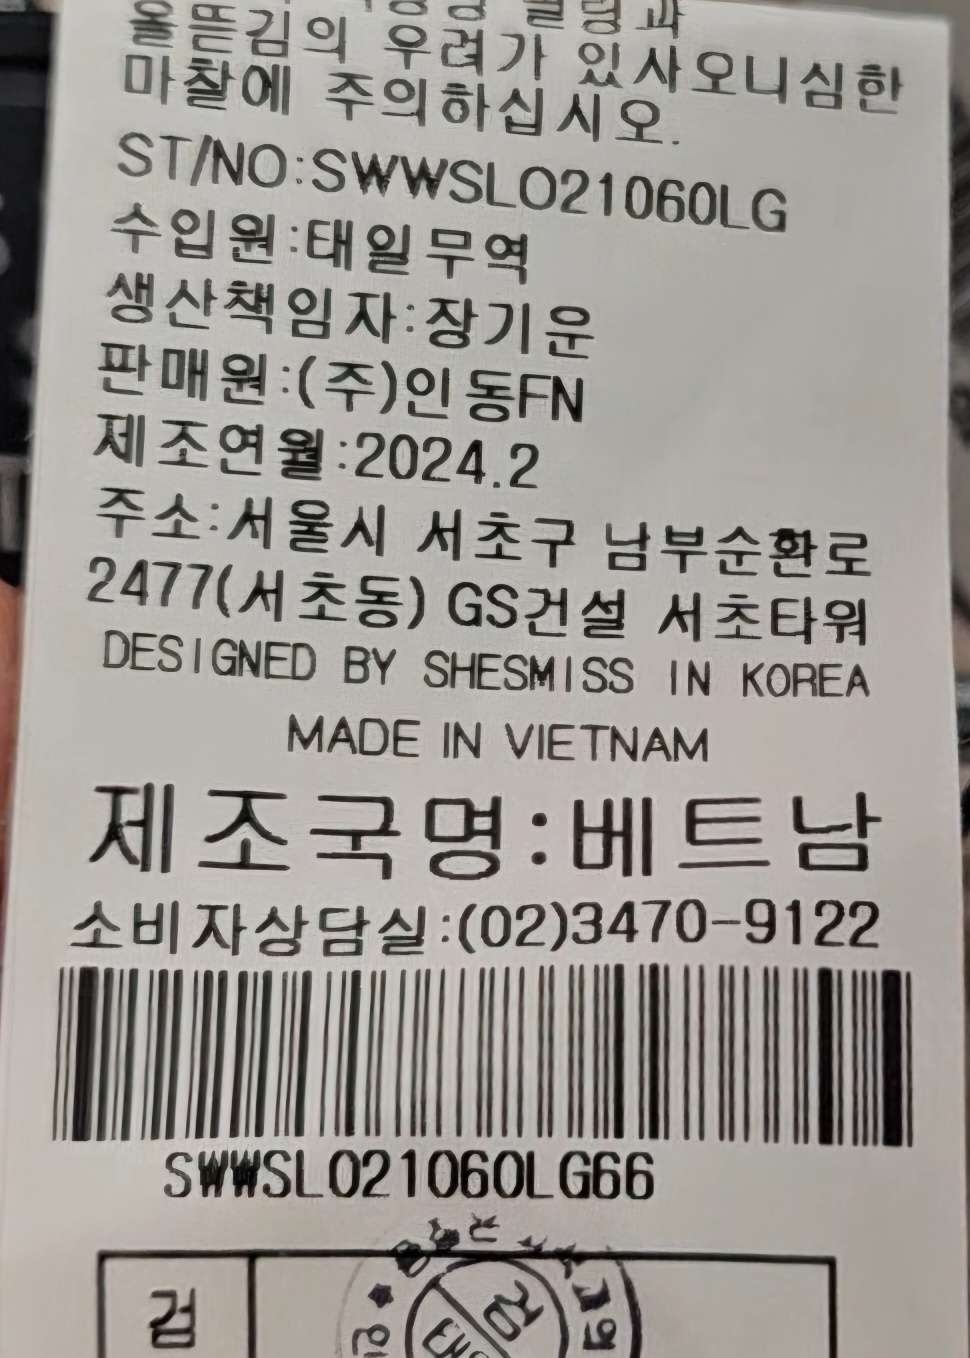 올뜯김의 우려가 있사오니심한
마찰에 주의하십시오.
ST/NO:SWWSLO21060LG
수입원:태일무역
생산책임자:장기운
판매원:(주)인동FN
제조연월:2024.2
주소:서울시 서초구 남부순환로
2477(서초동) GS건설 서초타워
DESIGNED BY SHESMISS IN KOREA
MADE IN VIETNAM
제조국명:베트남
소비자상담실:(02)3470-9122
SWWSLO21060LG66
검